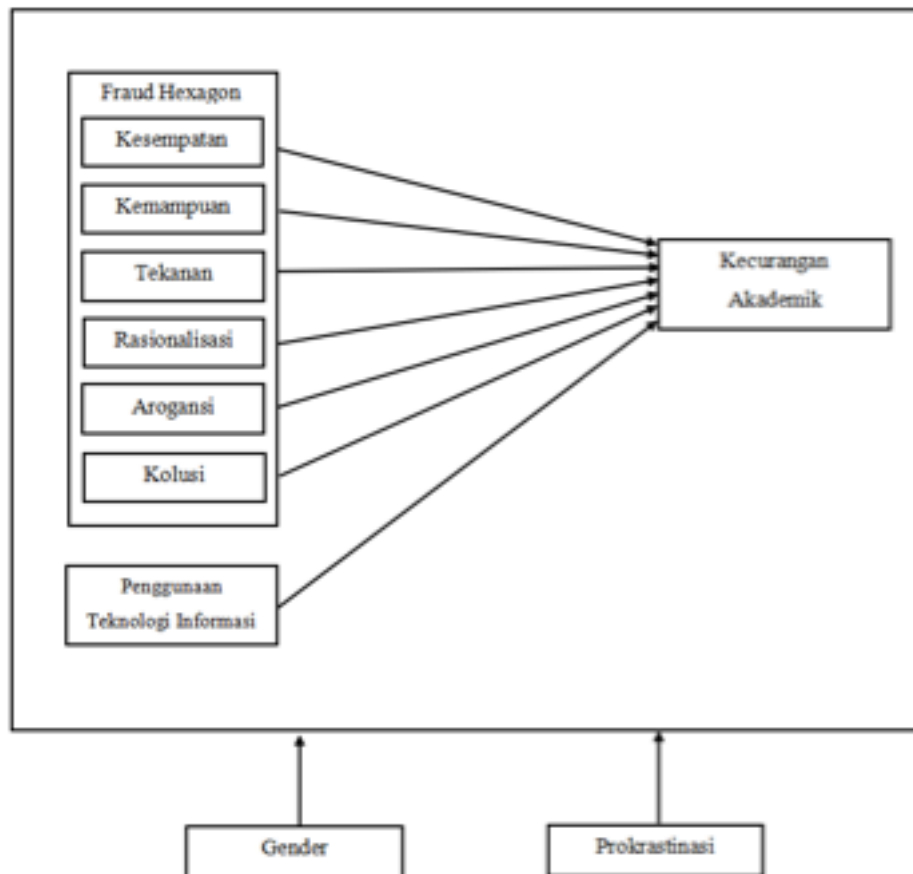 Fraud Hexagon
Kesempatan
Kemampuan
Tekanan
Rasionalisasi
Arogansi
Kolusi
Penggunaan
Teknologi Informasi
Kecurangan
Akademik
Gender
Prokrastinasi